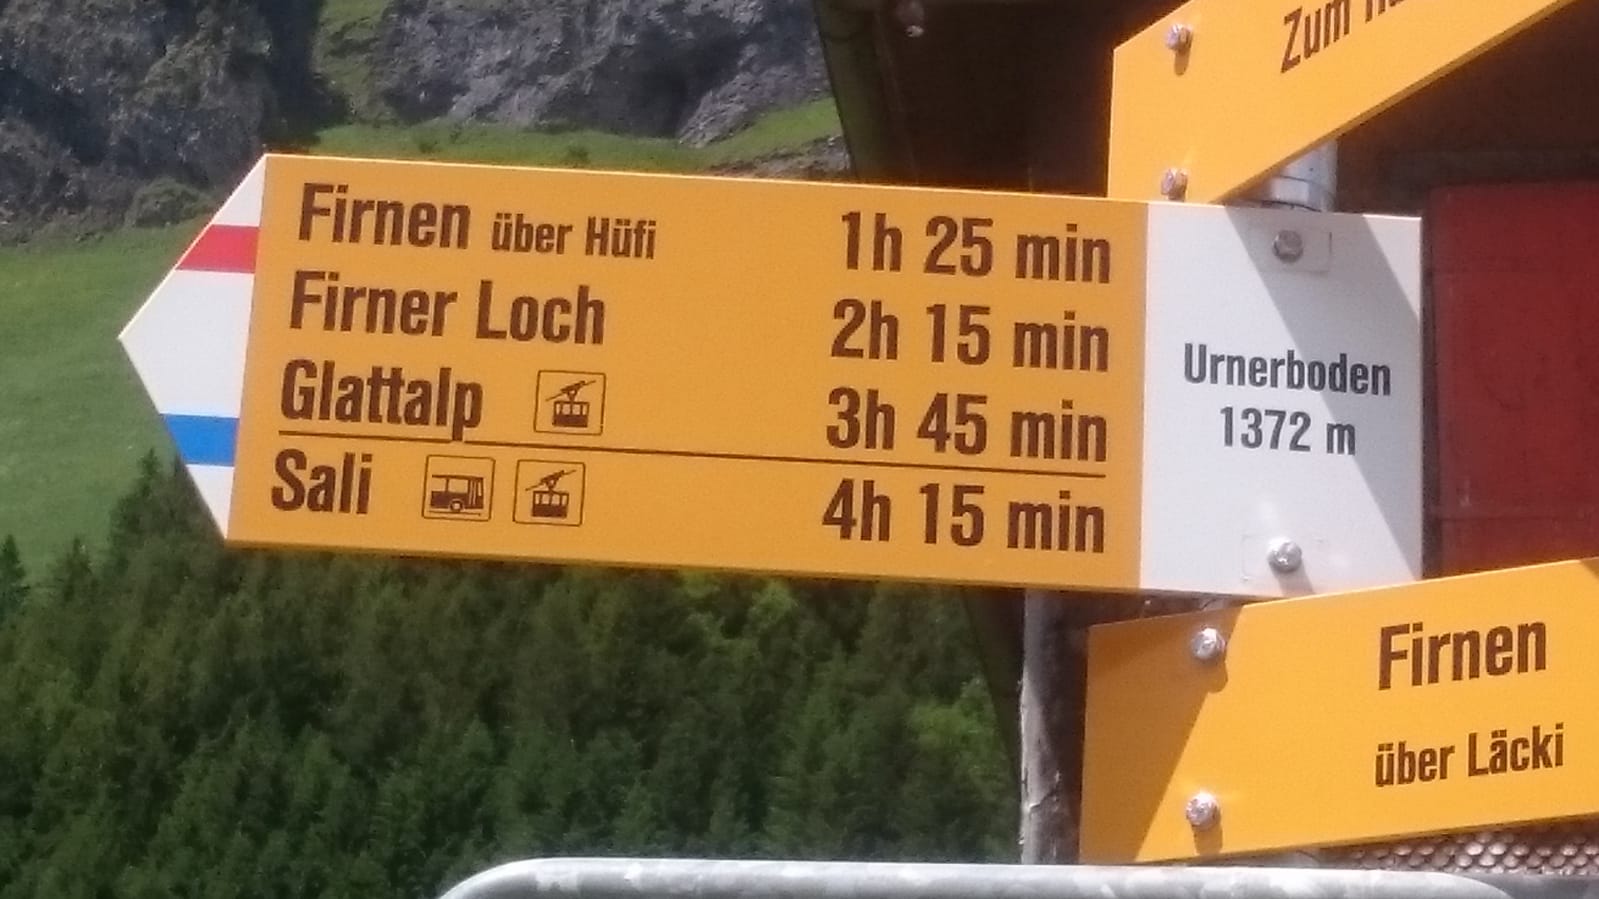 Zum
Firnen über Hüfi 1h 25 min
Firner Loch 2h 15 min
Glattalp 3h 45 min
Sali 4h 15 min
Urnerboden
1372 m
Firnen
über Läcki